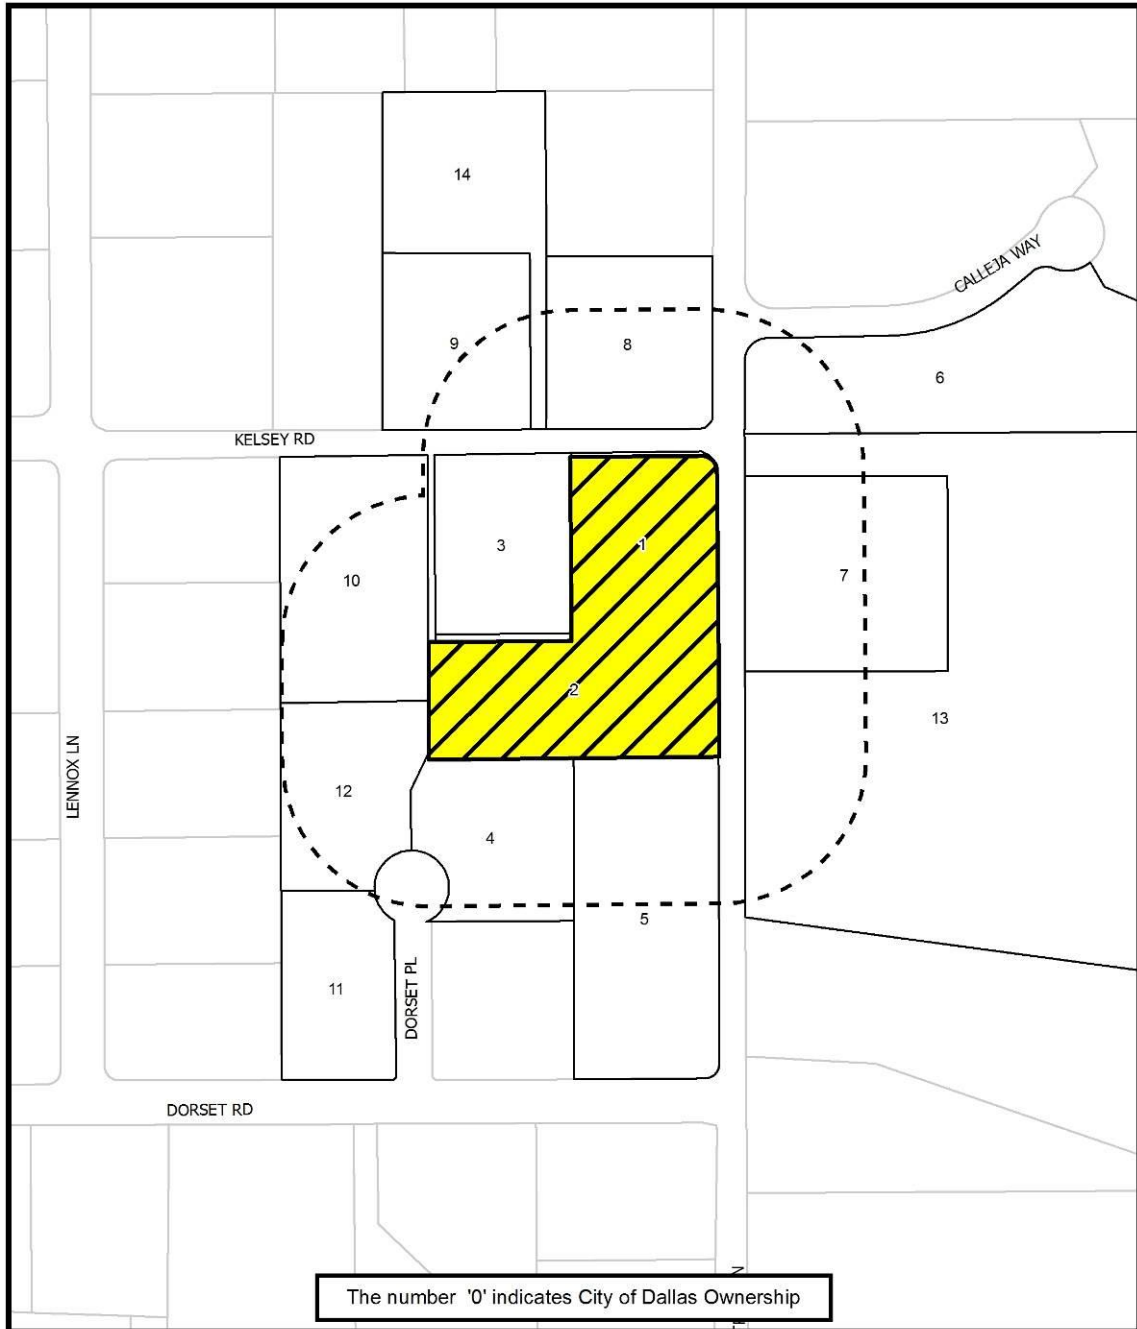 14
CALLEJA WAY
9
8
6
KELSEY RD
3
1
10
7
2
13
LENNOX LN
12
4
5
11
DORSET PL
DORSET RD
The number '0' indicates City of Dallas Ownership